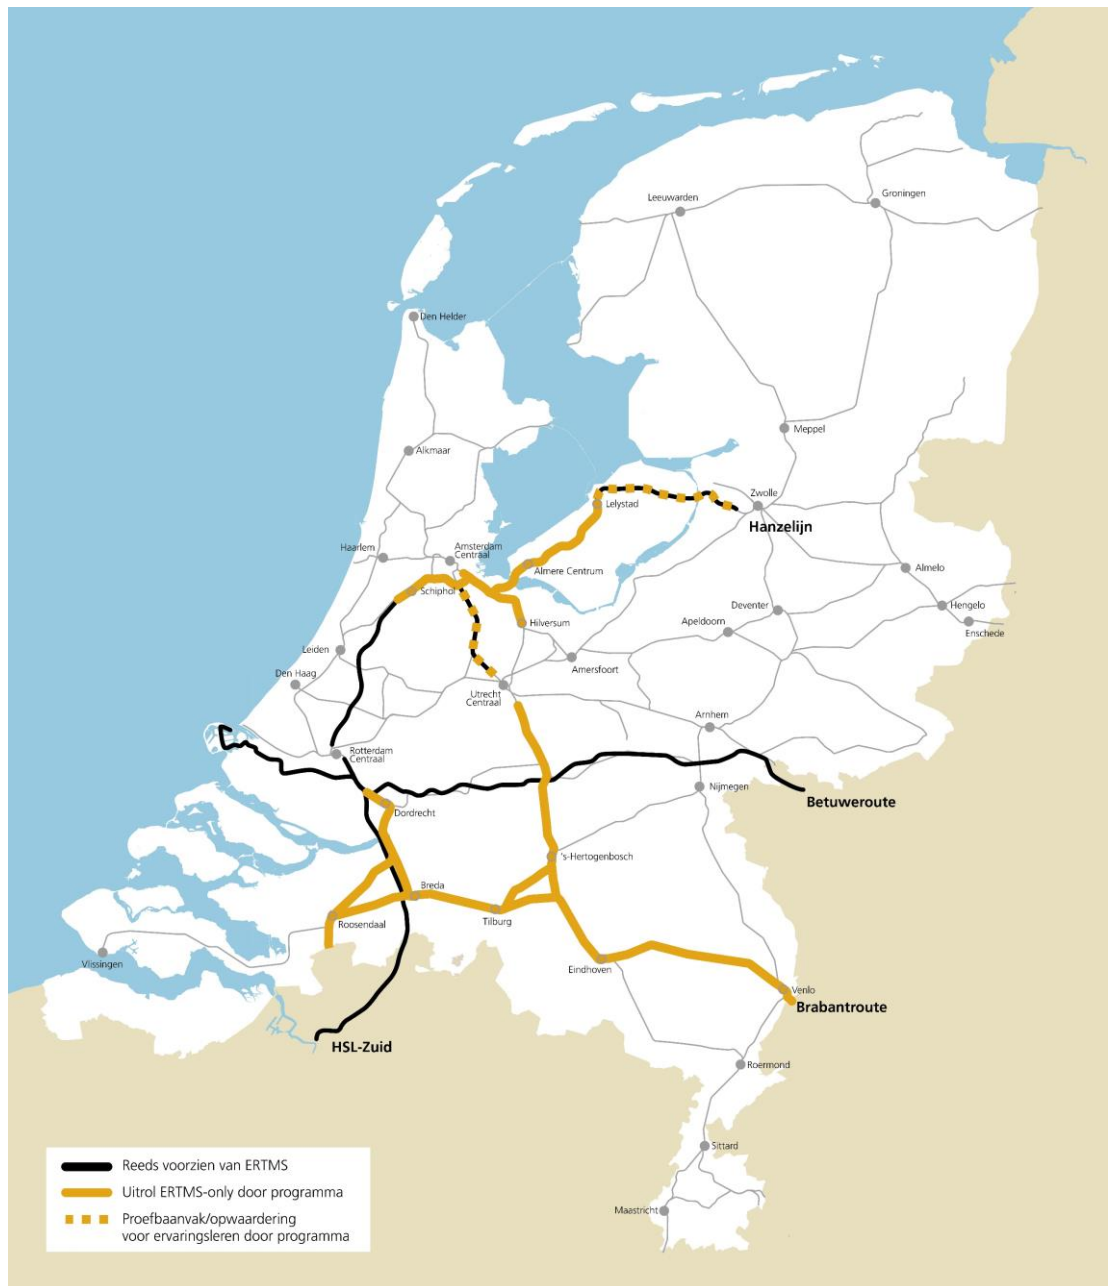 Leeuwarden
Groningen
Den Helder
Meppel
Alkmaar
Zwolle
Lelystad
Hanzelijn
Haarlem
Amsterdam
Centraal
Almere Centrum
Almelo
Schiphol
Deventer
Hengelo
Apeldoorn
Hilversum
Enschede
Leiden
Amersfoort
Den Haag
Utrecht
Centraal
Arnhem
Rotterdam
Centraal
Nijmegen
Betuweroute
Dordrecht
's-Hertogenbosch
Breda
Roosendaal
Tilburg
Vlissingen
Eindhoven
Venlo
Brabantroute
HSL-Zuid
Roermond
Sittard
Maastricht
Reeds voorzien van ERTMS
Uitrol ERTMS-only door programma
Proefbaanvak/opwaardering
voor ervaringsleren door programma